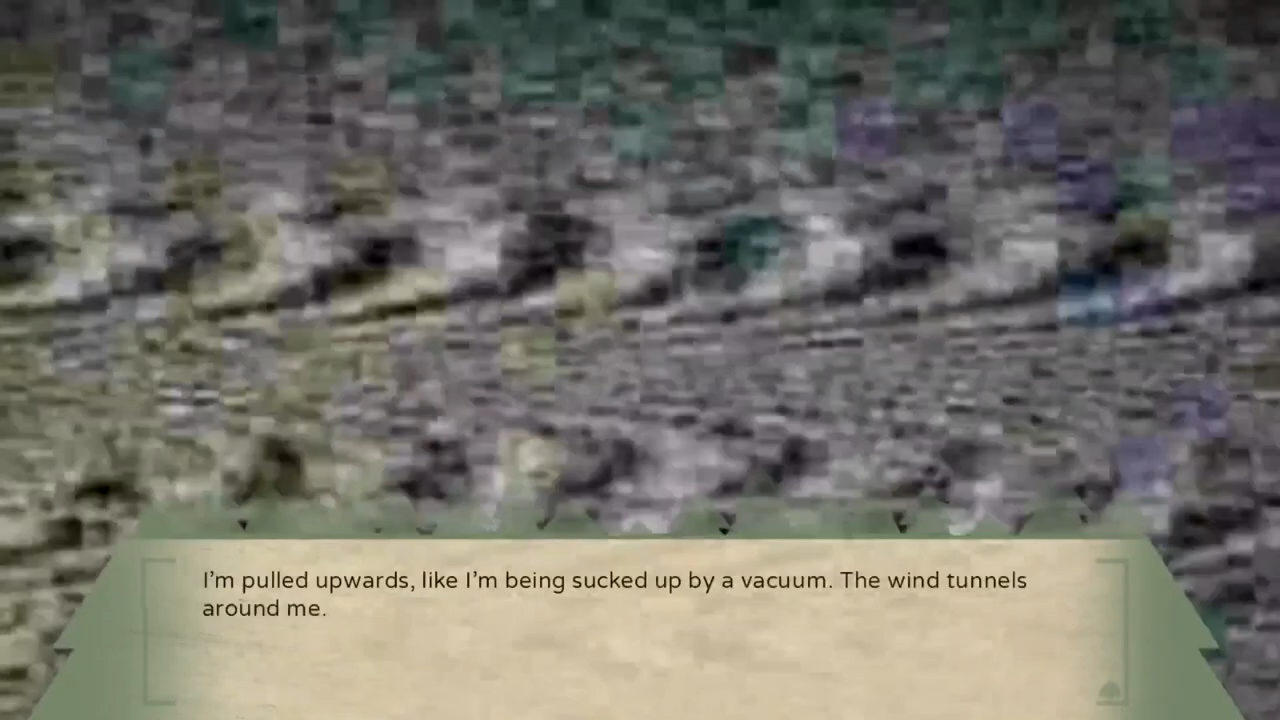 I'm pulled upwards, like I'm being sucked up by a vacuum. The wind tunnels
around me.